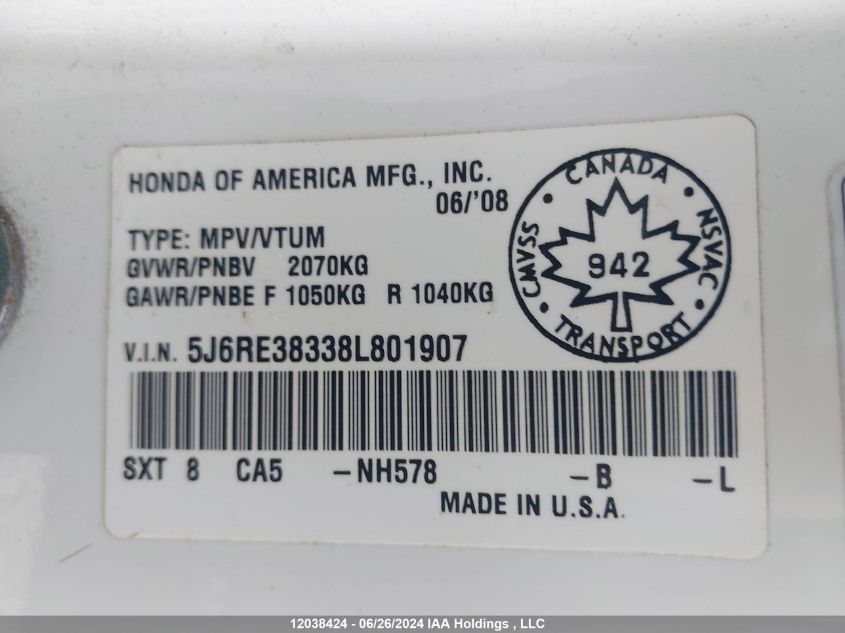 HONDA OF AMERICA MFG., INC.
06/'08
TYPE: MPV/VTUM
GVWR/PNBV 2070KG
GAWR/PNBE F 1050KG R 1040KG
V.I.N. 5J6RE38338L801907
SXT 8 CA5 -NH578 -B -L
MADE IN U.S.A.
CANADA
CMVSS • NSVAC
942
TRANSPORT
12038424 - 06/26/2024 IAA Holdings , LLC